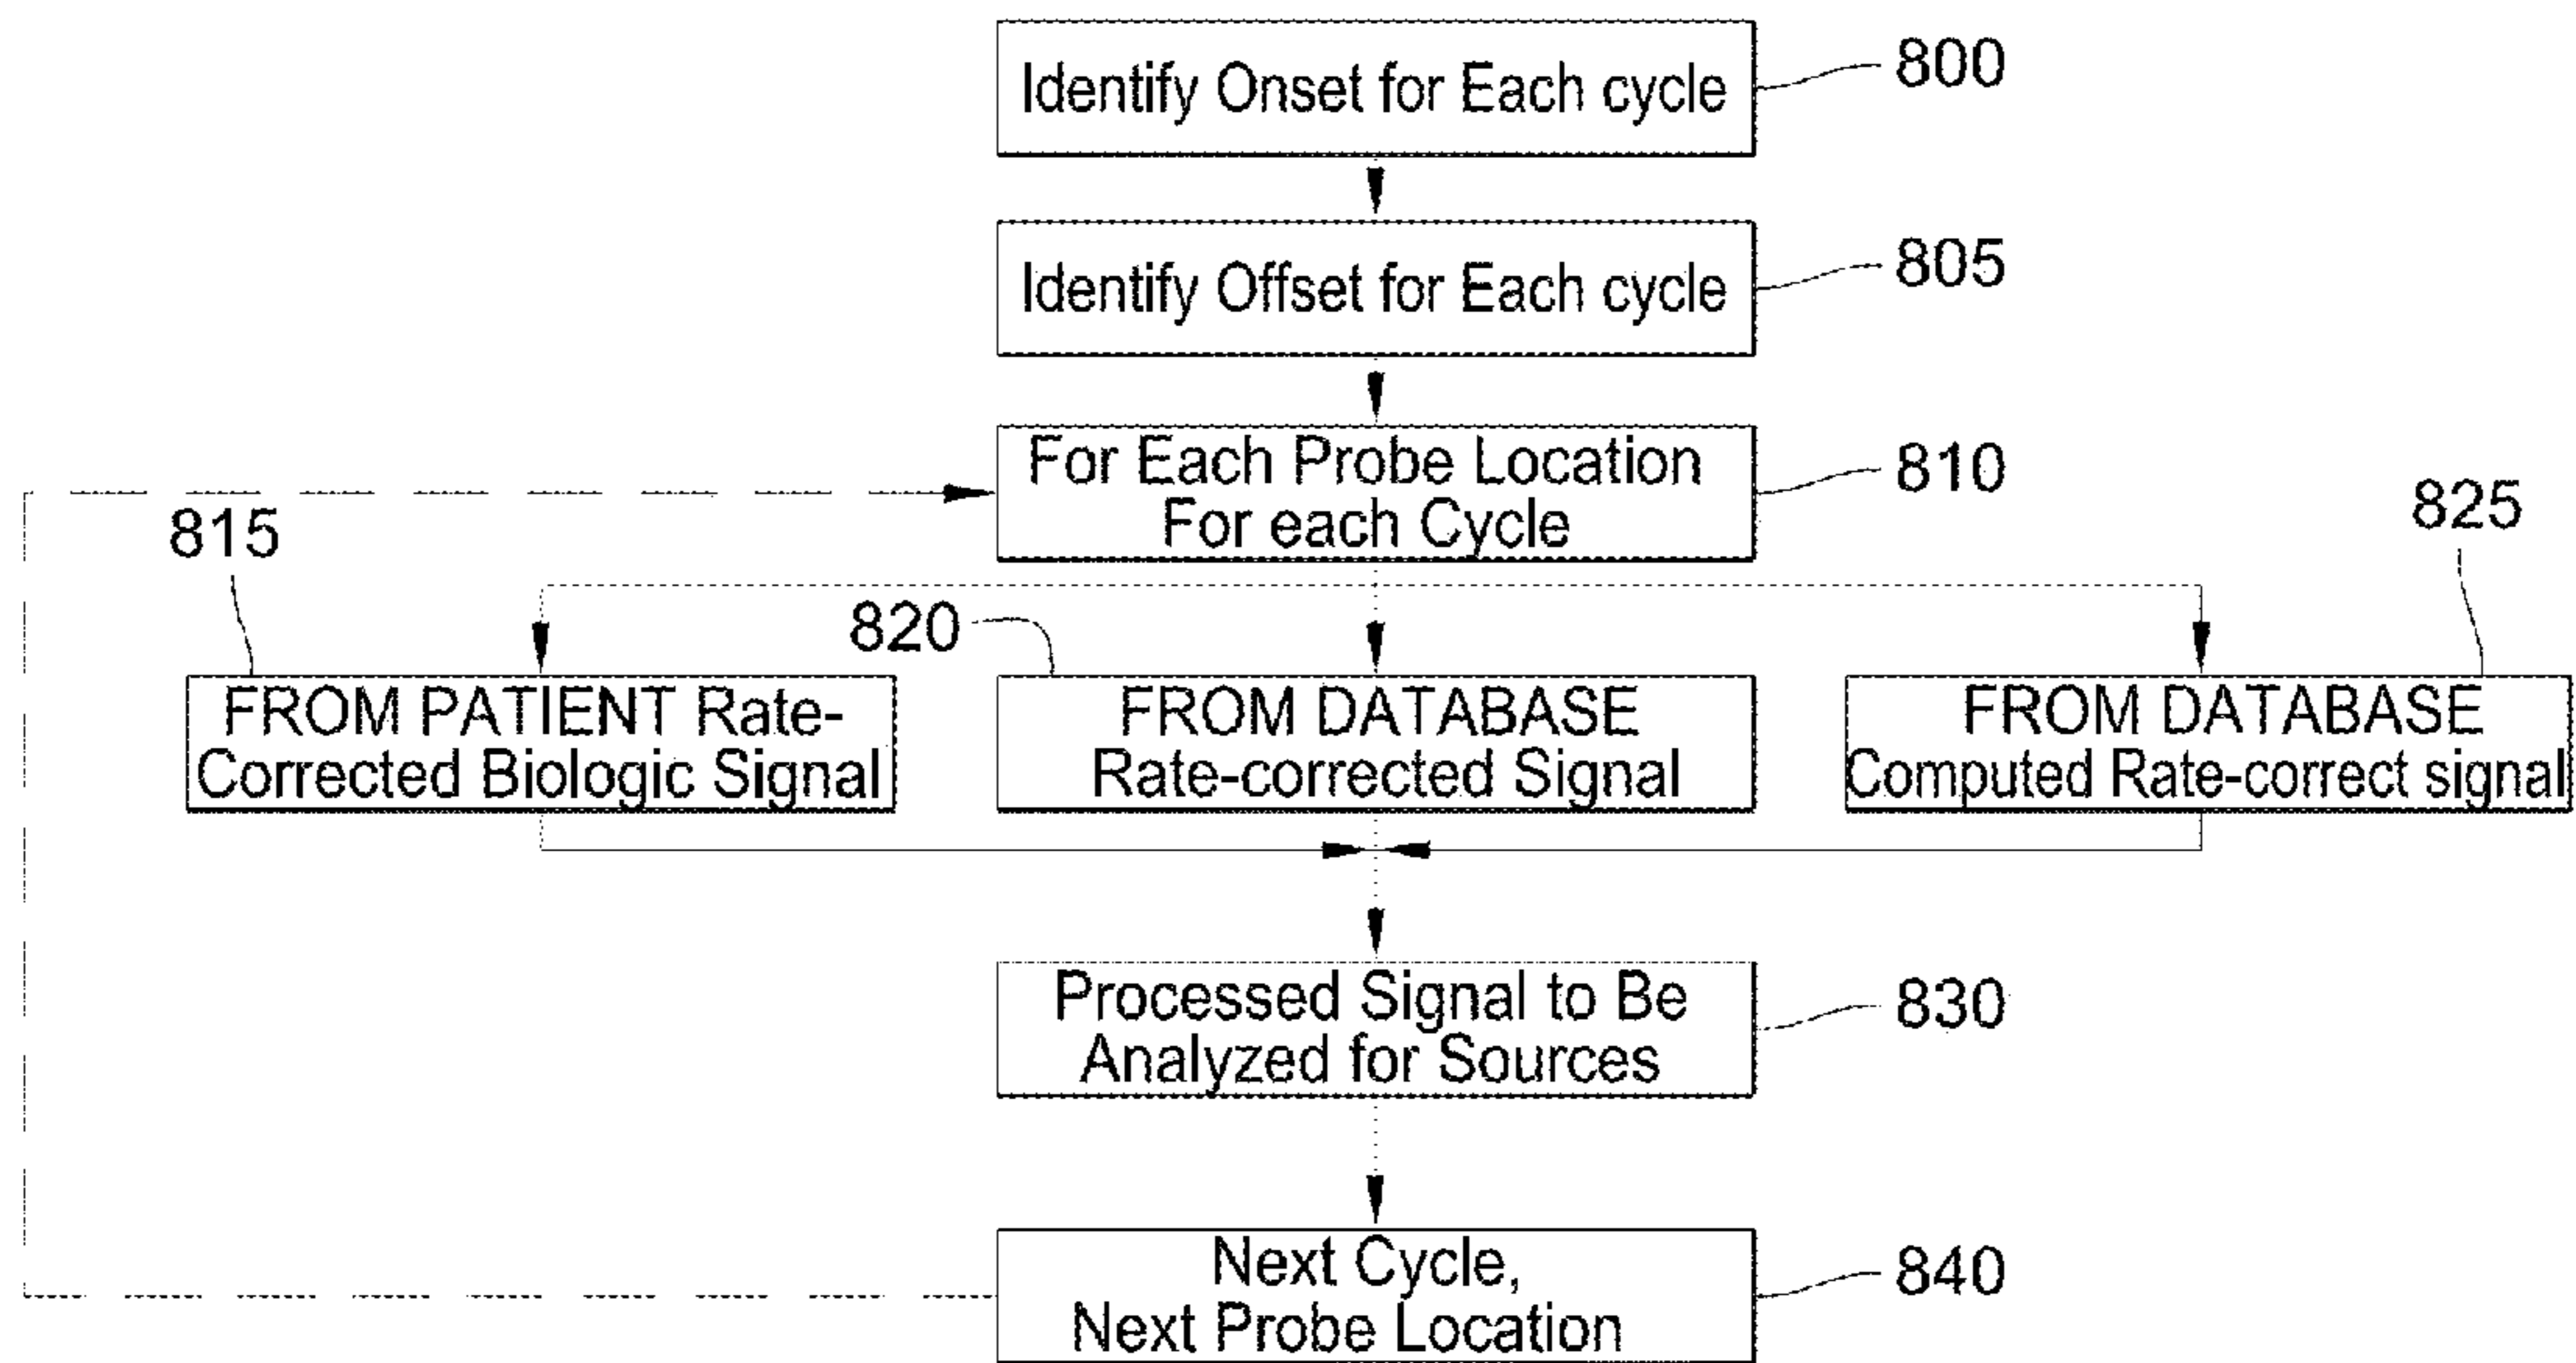 Identify Onset for Each cycle
800
Identify Offset for Each cycle
805
For Each Probe Location
For each Cycle
810
815
820
825
FROM PATIENT Rate-
Corrected Biologic Signal
FROM DATABASE
Rate-corrected Signal
FROM DATABASE
Computed Rate-correct signal
Processed Signal to Be
Analyzed for Sources
830
Next Cycle,
Next Probe Location
840